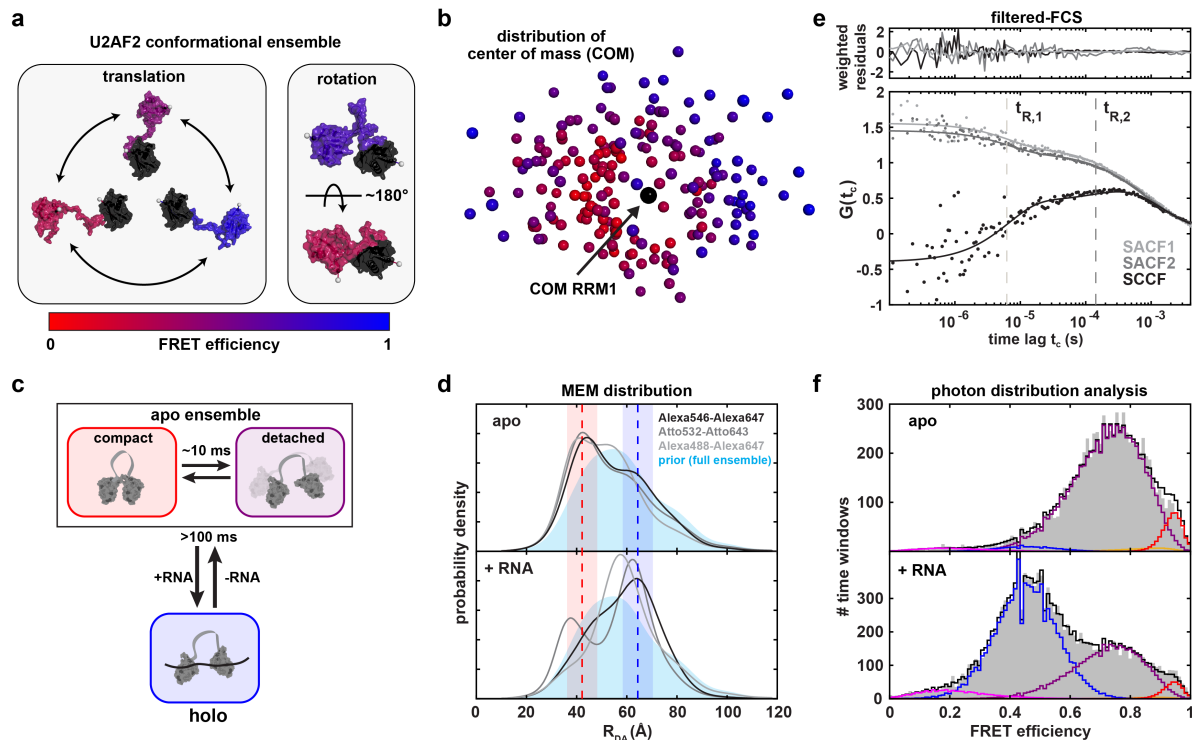 a
U2AF2 conformational ensemble
translation
rotation
~180°
0
FRET efficiency
1
b
distribution of
center of mass (COM)
COM RRM1
c
apo ensemble
compact
~10 ms
detached
>100 ms
+RNA
-RNA
holo
d
MEM distribution
apo
Alexa546-Alexa647
Atto532-Atto643
Alexa488-Alexa647
prior (full ensemble)
+ RNA
probability density
0
20
40
60
80
100
120
R_DA (Å)
e
filtered-FCS
weighted
residuals
2
0
-2
t_R,1
t_R,2
G(t_c)
1.5
1
0.5
0
-0.5
-1
SACF1
SACF2
SCCF
10⁻⁶
10⁻⁵
10⁻⁴
10⁻³
time lag t_c (s)
f
photon distribution analysis
300
apo
200
100
0
+ RNA
300
200
100
0
# time windows
0
0.2
0.4
0.6
0.8
1
FRET efficiency